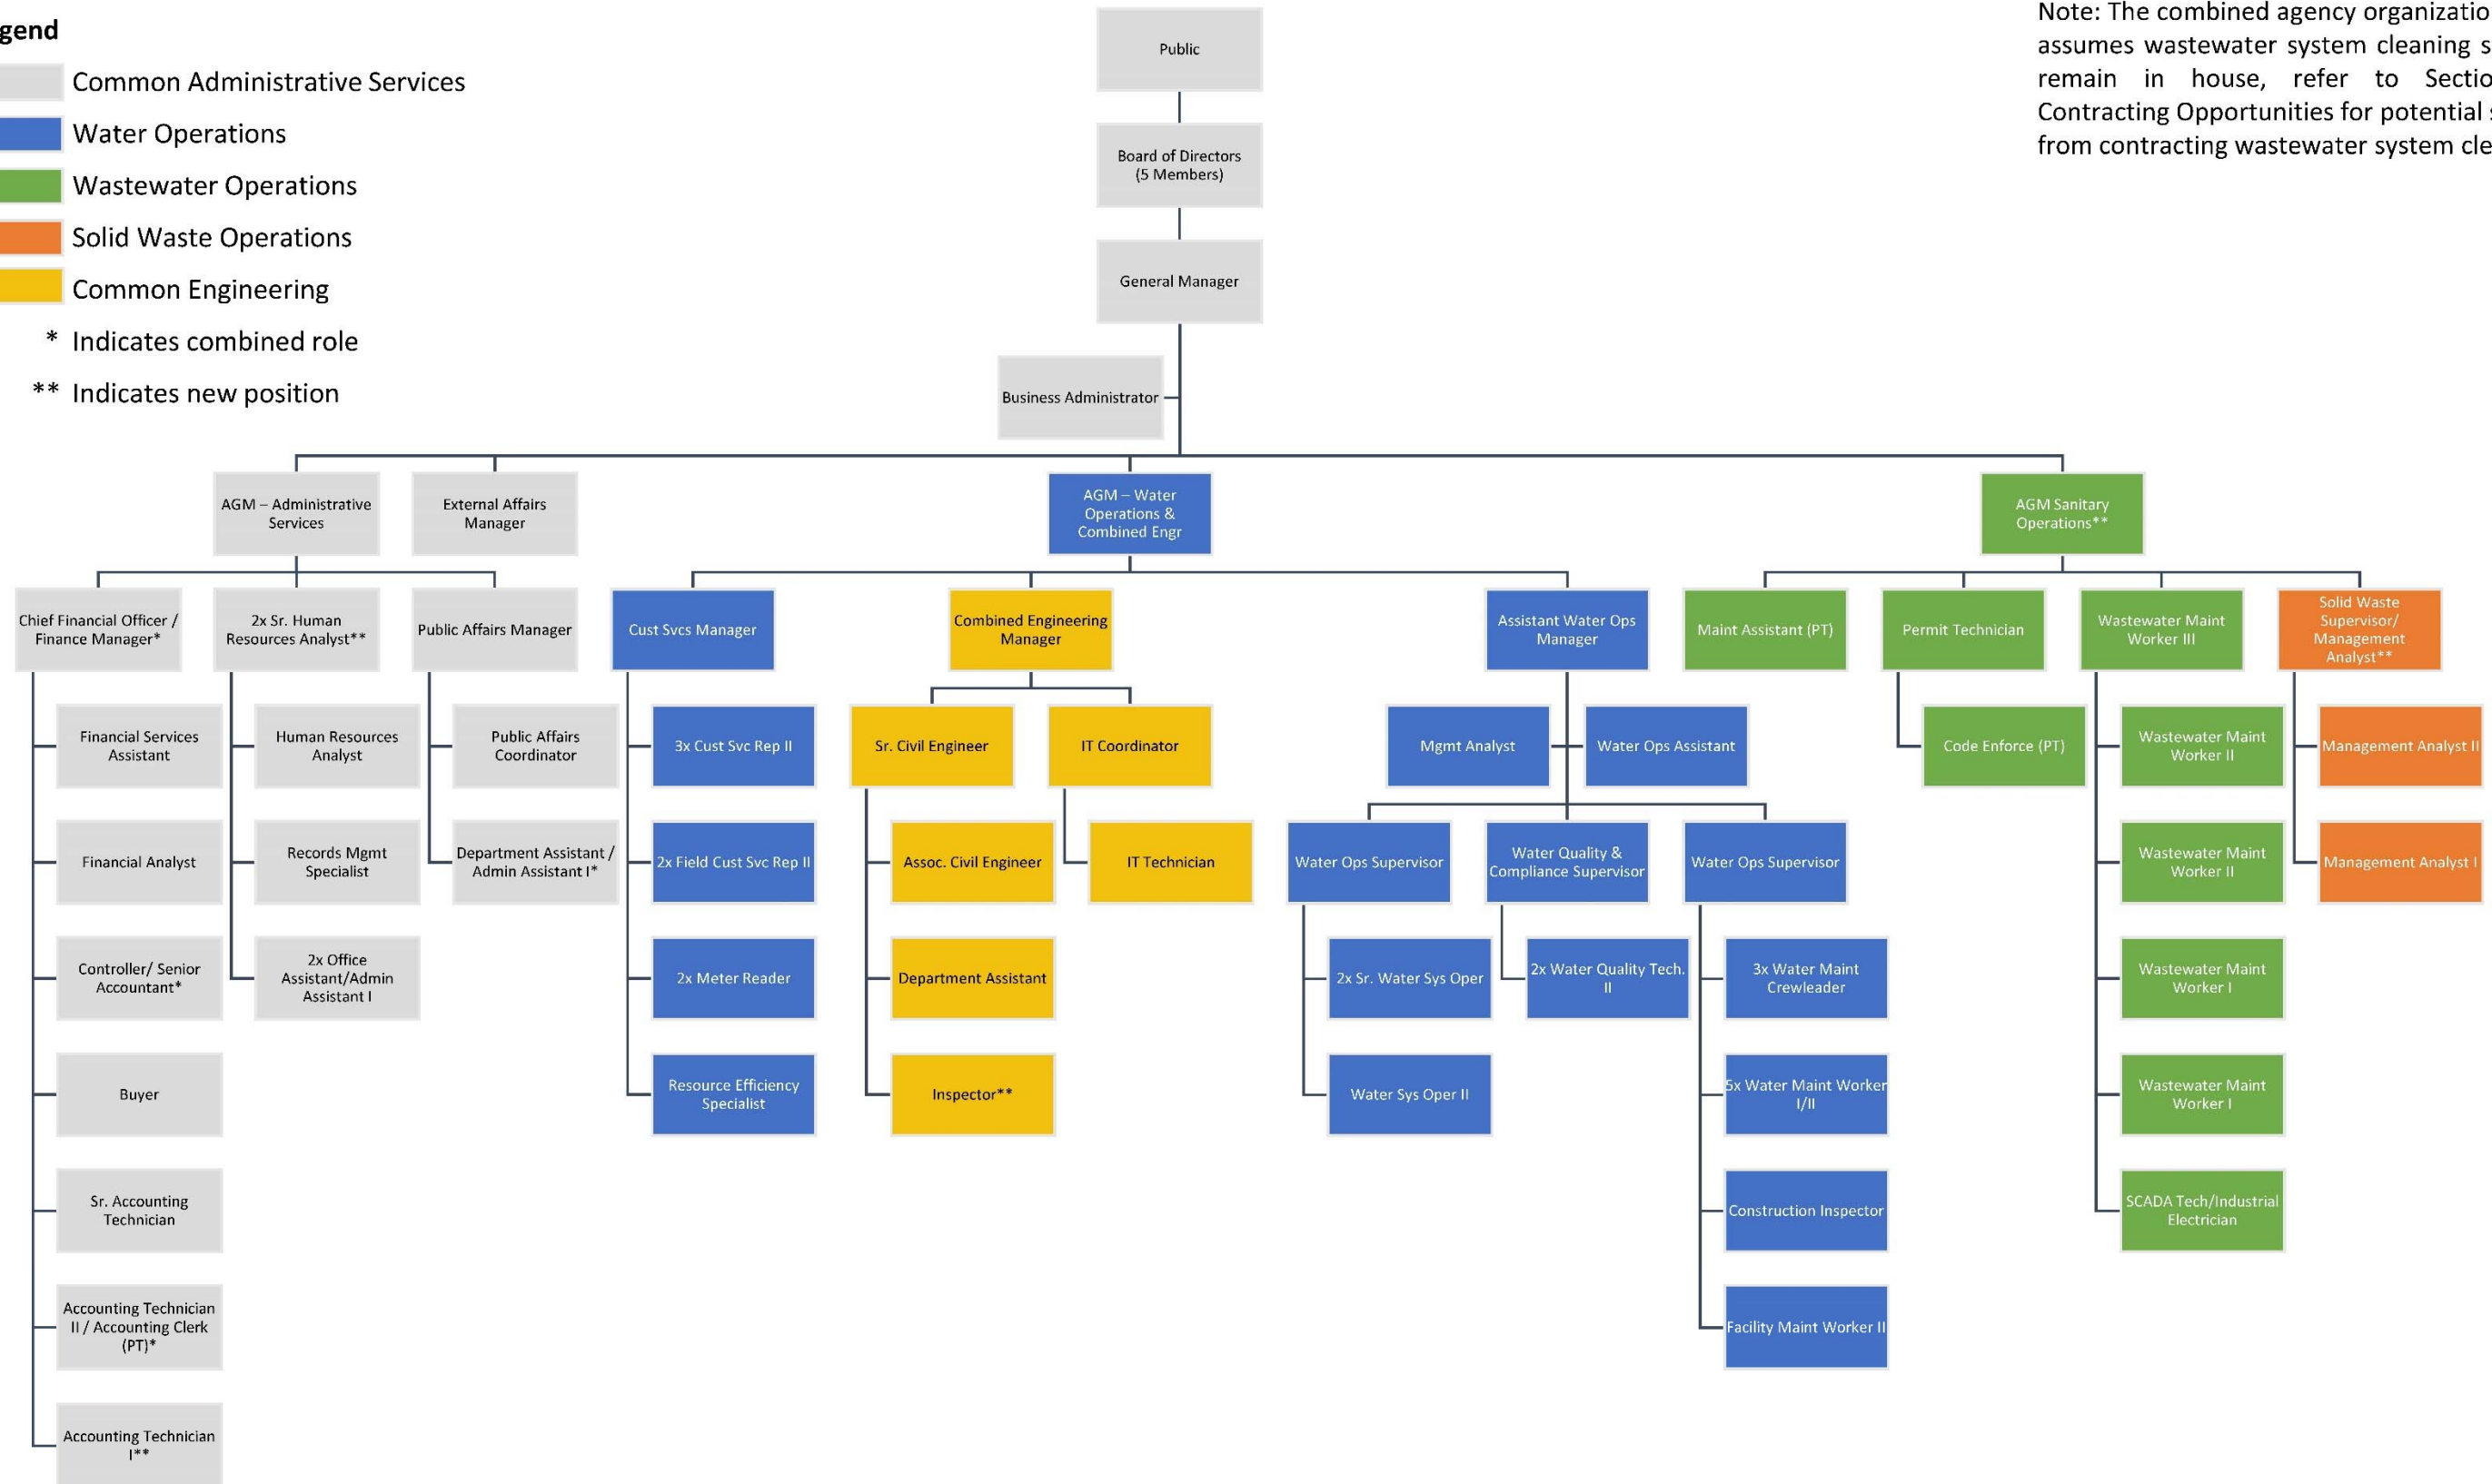 gend
Common Administrative Services
Water Operations
Wastewater Operations
Solid Waste Operations
Common Engineering
* Indicates combined role
** Indicates new position
Note: The combined agency organizatio
assumes wastewater system cleaning s
remain in house, refer to Sectio
Contracting Opportunities for potential s
from contracting wastewater system cle
Public
Board of Directors
(5 Members)
General Manager
Business Administrator
AGM – Administrative
Services
External Affairs
Manager
AGM – Water
Operations &
Combined Engr
AGM Sanitary
Operations**
Chief Financial Officer /
Finance Manager*
2x Sr. Human
Resources Analyst**
Public Affairs Manager
Cust Svcs Manager
Combined Engineering
Manager
Assistant Water Ops
Manager
Maint Assistant (PT)
Permit Technician
Wastewater Maint
Worker III
Solid Waste
Supervisor/
Management
Analyst**
Financial Services
Assistant
Human Resources
Analyst
Public Affairs
Coordinator
3x Cust Svc Rep II
Sr. Civil Engineer
IT Coordinator
Mgmt Analyst
Water Ops Assistant
Code Enforce (PT)
Wastewater Maint
Worker II
Management Analyst II
Financial Analyst
Records Mgmt
Specialist
Department Assistant /
Admin Assistant I*
2x Field Cust Svc Rep II
Assoc. Civil Engineer
IT Technician
Water Ops Supervisor
Water Quality &
Compliance Supervisor
Water Ops Supervisor
Wastewater Maint
Worker II
Management Analyst I
Controller/ Senior
Accountant*
2x Office
Assistant/Admin
Assistant I
2x Meter Reader
Department Assistant
2x Sr. Water Sys Oper
2x Water Quality Tech.
II
3x Water Maint
Crewleader
Wastewater Maint
Worker I
Buyer
Resource Efficiency
Specialist
Inspector**
Water Sys Oper II
5x Water Maint Worker
I/II
Wastewater Maint
Worker I
Sr. Accounting
Technician
Construction Inspector
SCADA Tech/Industrial
Electrician
Accounting Technician
II / Accounting Clerk
(PT)*
Facility Maint Worker II
Accounting Technician
I**